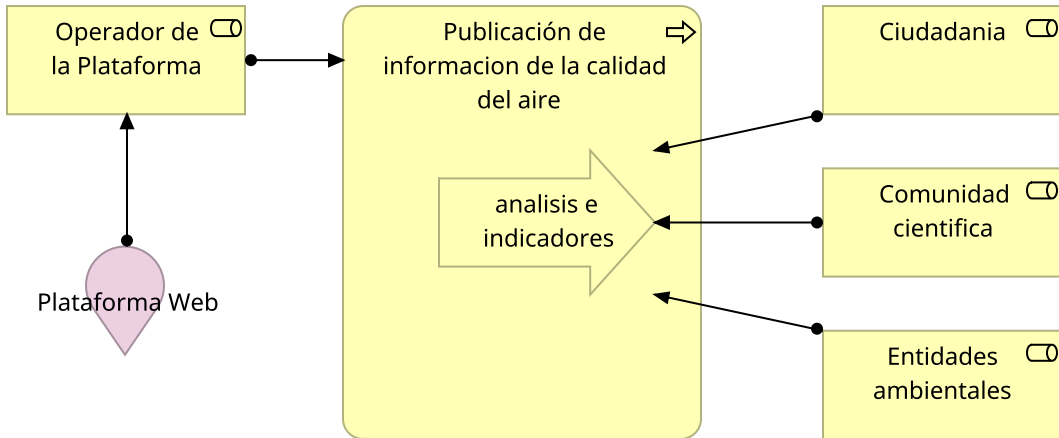 Operador de
la Plataforma
Plataforma Web
Publicación de
informacion de la calidad
del aire
analisis e
indicadores
Ciudadania
Comunidad
cientifica
Entidades
ambientales